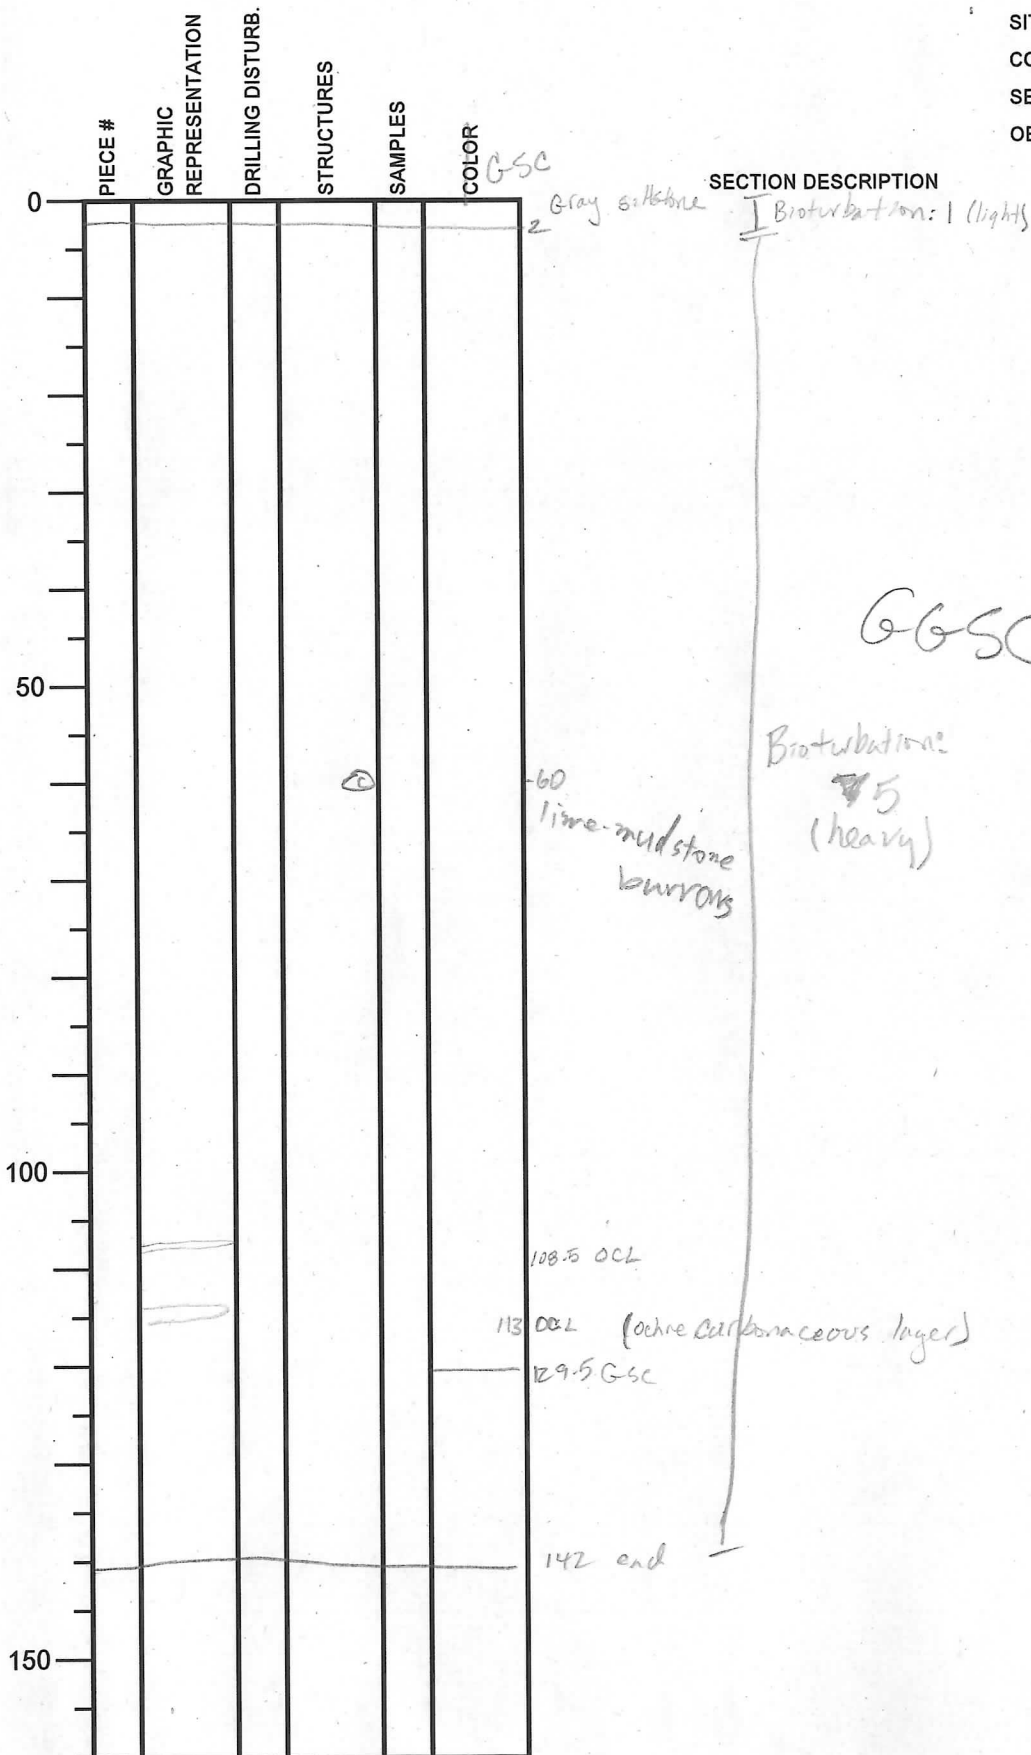 SIT
CO
SE
OE
PIECE #
GRAPHIC
REPRESENTATION
DRILLING DISTURB.
STRUCTURES
SAMPLES
COLOR
GSC
SECTION DESCRIPTION
0
Gray siltstone
2
Bioturbation: 1 (light)
GGSC
50
Bioturbation:
5
(heavy)
C
-60
lime-mudstone
burrows
100
108.5 OCL
113 OCL (ochre carbonaceous layer)
129.5 GSC
142 end
150